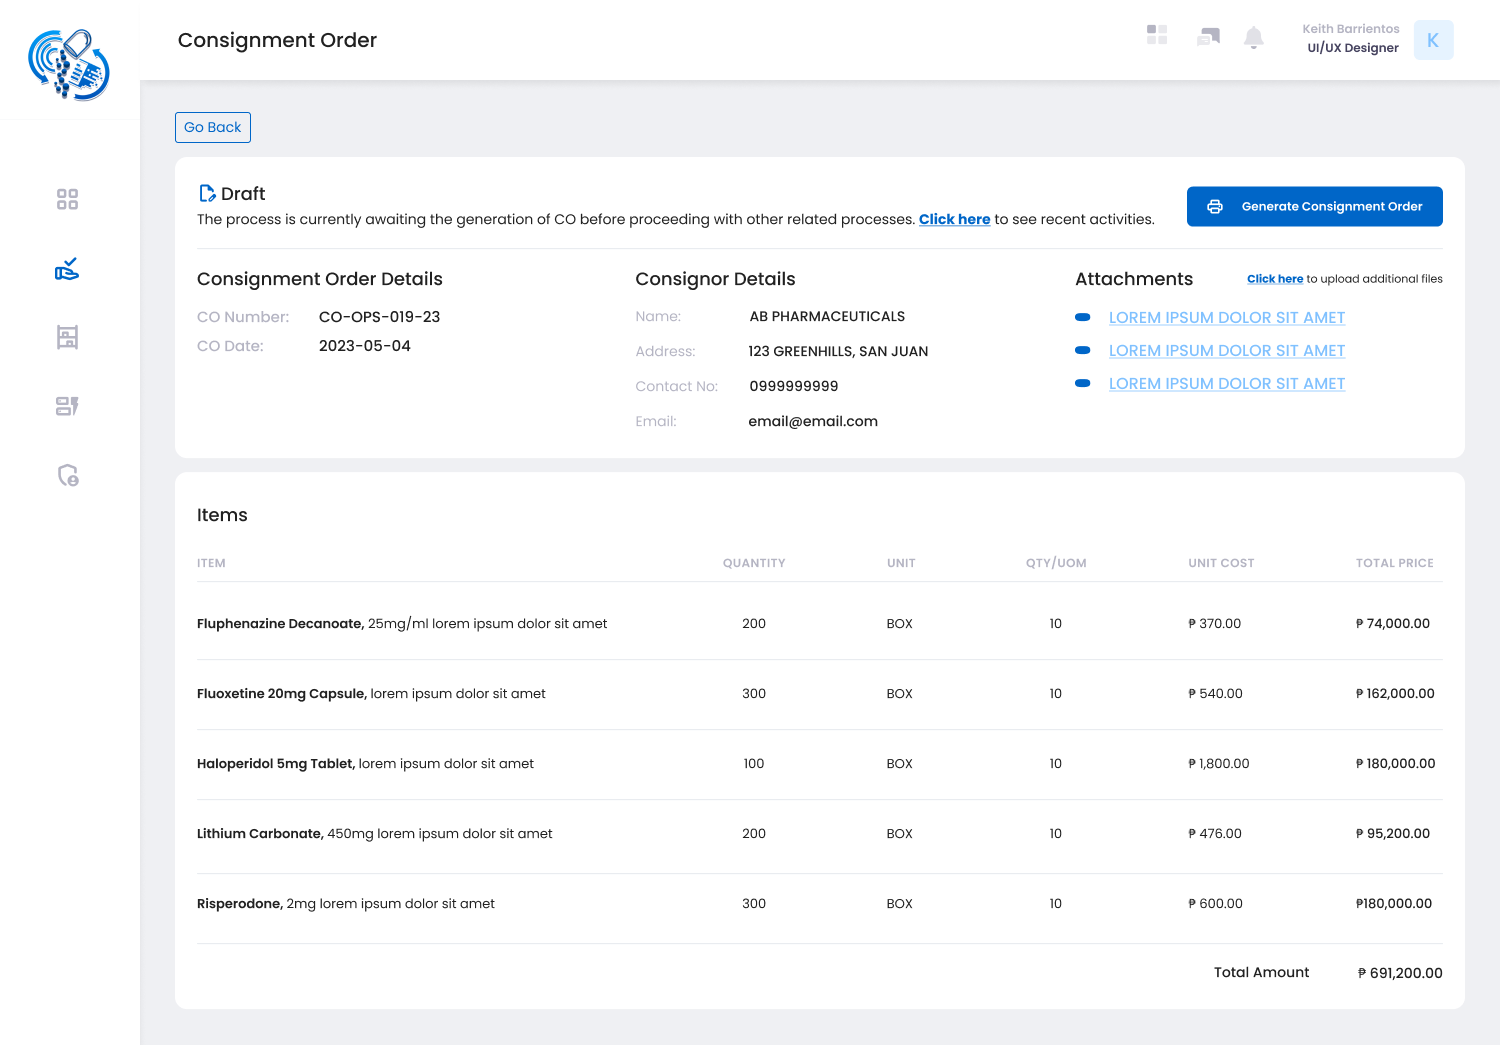 Consignment Order
Keith Barrientos
UI/UX Designer
K
Go Back
Draft
The process is currently awaiting the generation of CO before proceeding with other related processes. Click here to see recent activities.
Generate Consignment Order
Consignment Order Details
CO Number: CO-OPS-019-23
CO Date: 2023-05-04
Consignor Details
Name: AB PHARMACEUTICALS
Address: 123 GREENHILLS, SAN JUAN
Contact No: 0999999999
Email: email@email.com
Attachments Click here to upload additional files
LOREM IPSUM DOLOR SIT AMET
LOREM IPSUM DOLOR SIT AMET
LOREM IPSUM DOLOR SIT AMET
Items
ITEM QUANTITY UNIT QTY/UOM UNIT COST TOTAL PRICE
Fluphenazine Decanoate, 25mg/ml lorem ipsum dolor sit amet 200 BOX 10 ₱ 370.00 ₱ 74,000.00
Fluoxetine 20mg Capsule, lorem ipsum dolor sit amet 300 BOX 10 ₱ 540.00 ₱ 162,000.00
Haloperidol 5mg Tablet, lorem ipsum dolor sit amet 100 BOX 10 ₱ 1,800.00 ₱ 180,000.00
Lithium Carbonate, 450mg lorem ipsum dolor sit amet 200 BOX 10 ₱ 476.00 ₱ 95,200.00
Risperodone, 2mg lorem ipsum dolor sit amet 300 BOX 10 ₱ 600.00 ₱180,000.00
Total Amount ₱ 691,200.00